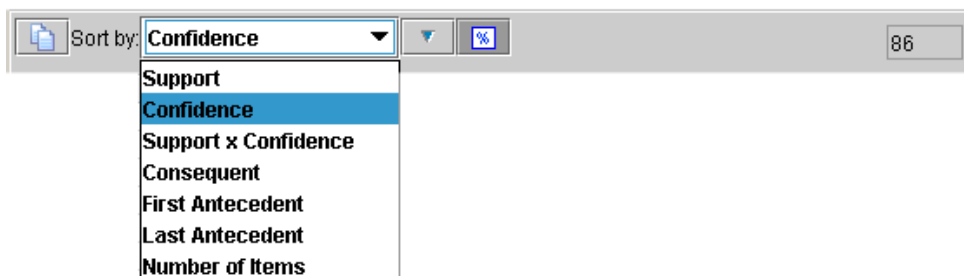 Sort by: Confidence % 86
Support
Confidence
Support x Confidence
Consequent
First Antecedent
Last Antecedent
Number of Items